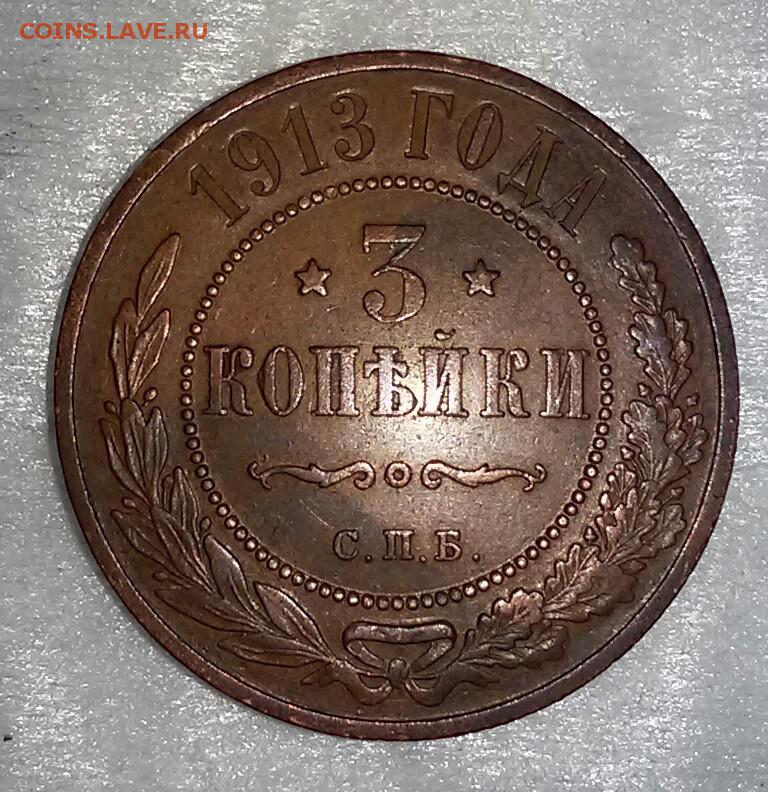 COINS.LAVE.RU
1913 ГОДА
3
КОПѢЙКИ
С.П.Б.